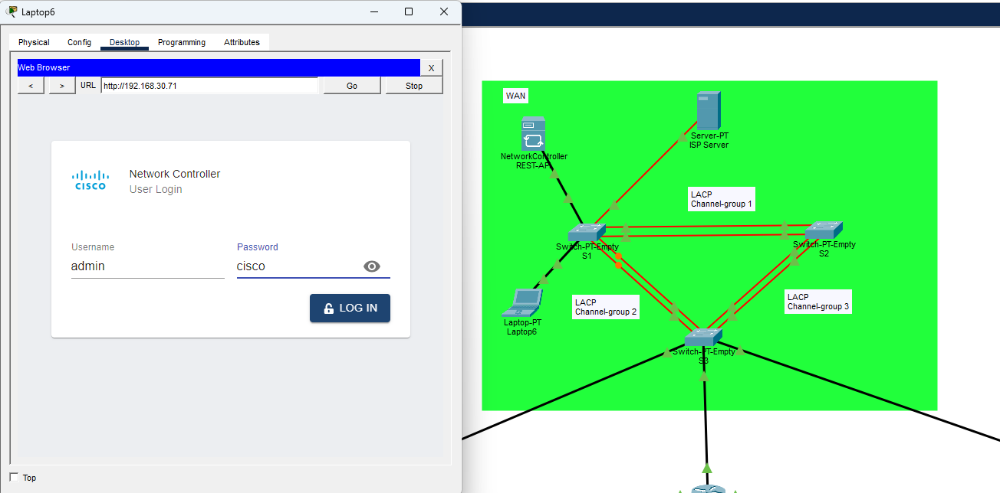 Laptop6
Physical Config Desktop Programming Attributes
Web Browser X
< > URL http://192.168.30.71 Go Stop
CISCO
Network Controller
User Login
Username Password
admin cisco
LOG IN
Top
WAN
NetworkController
REST-API
Server-PT
ISP Server
LACP
Channel-group 1
Switch-PT-Empty
S1
Switch-PT-Empty
S2
Laptop-PT
Laptop6
LACP
Channel-group 2
LACP
Channel-group 3
Switch-PT-Empty
S3